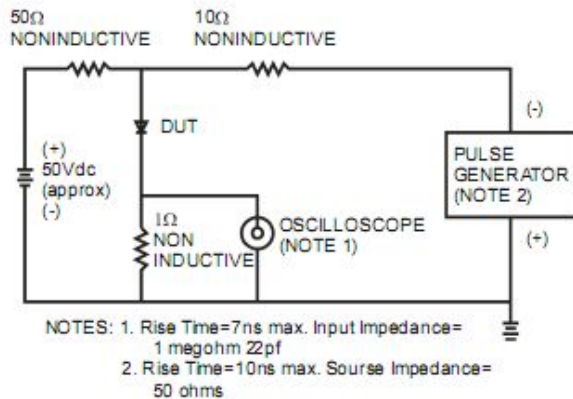 50Ω
NONINDUCTIVE
10Ω
NONINDUCTIVE
DUT
(+)
50Vdc
(approx)
(-)
1Ω
NON
INDUCTIVE
OSCILLOSCOPE
(NOTE 1)
(-)
PULSE
GENERATOR
(NOTE 2)
(+)
NOTES: 1. Rise Time=7ns max. Input Impedance=
1 megohm 22pf
2. Rise Time=10ns max. Sourse Impedance=
50 ohms